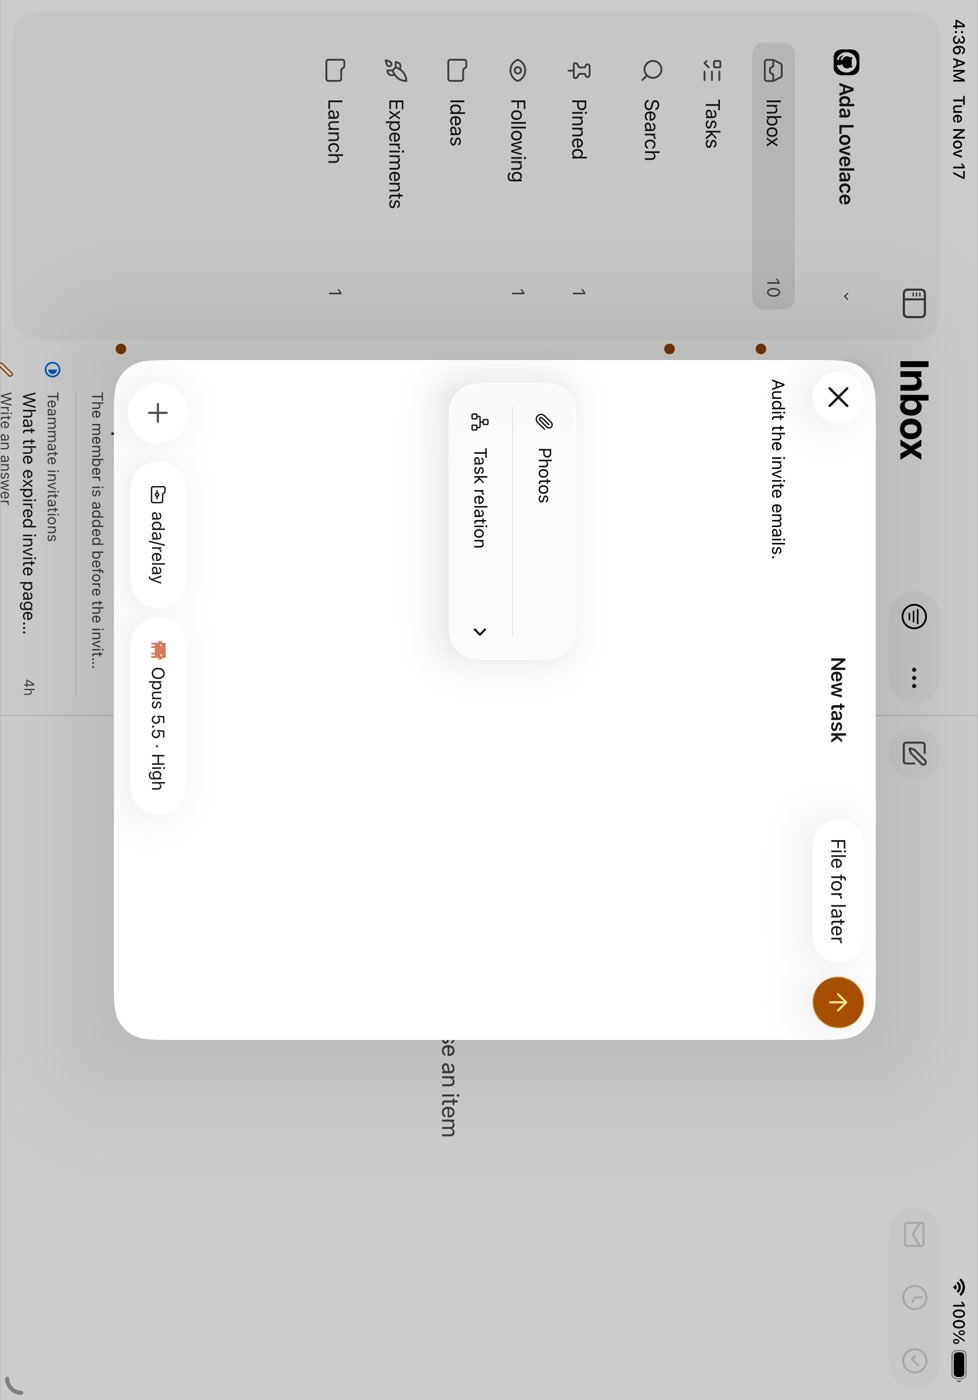 4:36 AM Tue Nov 17
100%
Inbox
Ada Lovelace
Inbox 10
Tasks
Search
Pinned 1
Following 1
Ideas
Experiments
Launch 1
New task
File for later
Audit the invite emails.
Photos
Task relation
an item
ada/relay
Opus 5.5 · High
The member is added before the invit...
Teammate invitations
What the expired invite page... 4h
Write an answer